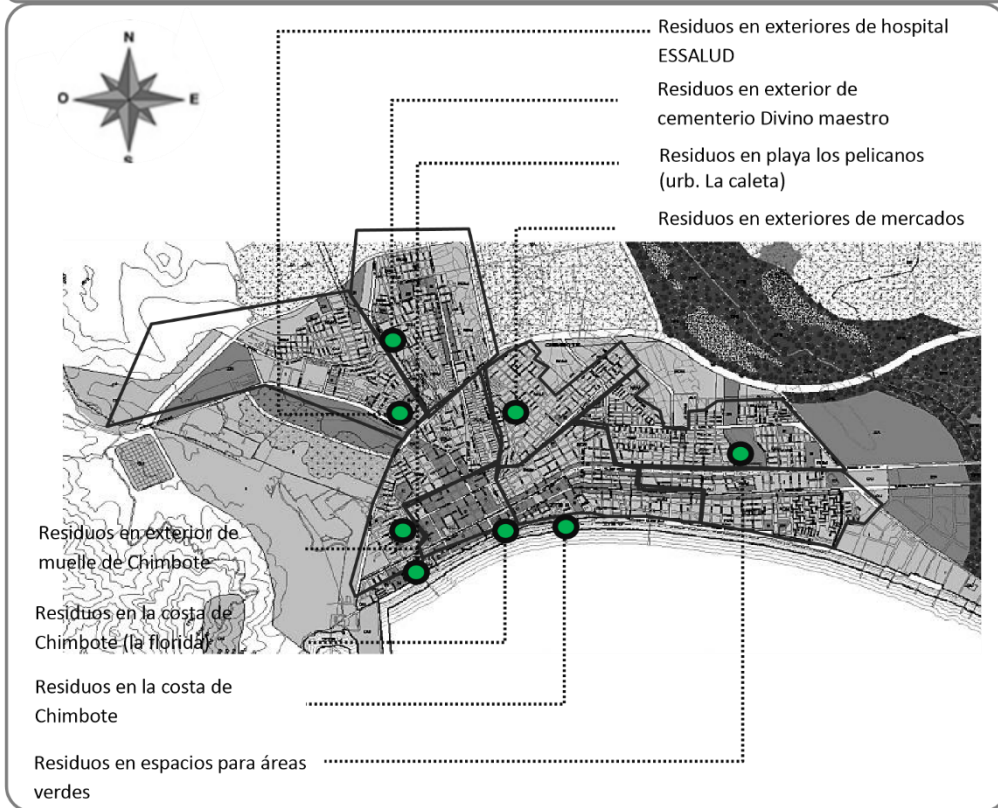 N
O
E
S
Residuos en exteriores de hospital
ESSALUD
Residuos en exterior de
cementerio Divino maestro
Residuos en playa los pelicanos
(urb. La caleta)
Residuos en exteriores de mercados
Residuos en exterior de
muelle de Chimbote
Residuos en la costa de
Chimbote (la florida)
Residuos en la costa de
Chimbote
Residuos en espacios para áreas
verdes